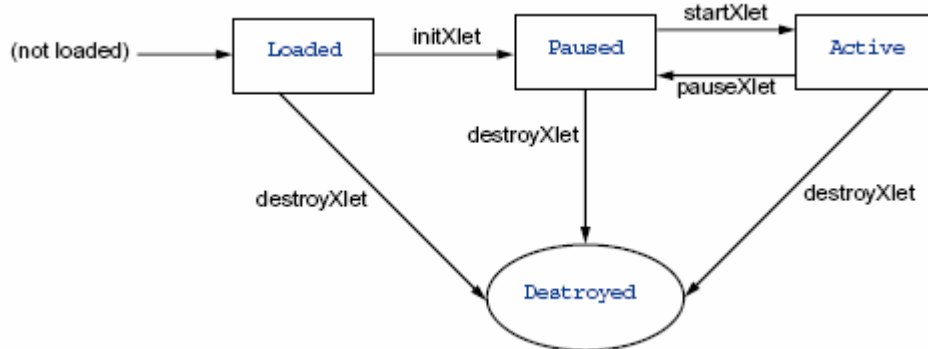 startXlet
(not loaded)
Loaded
initXlet
Paused
Active
pauseXlet
destroyXlet
destroyXlet
destroyXlet
Destroyed